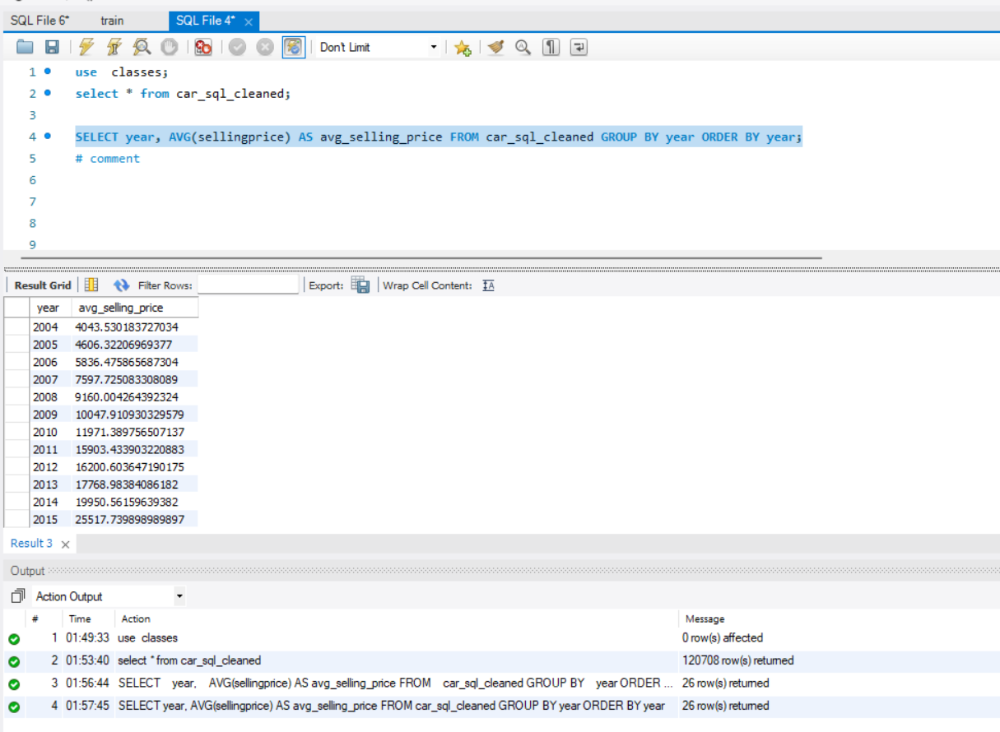 SQL File 6* train SQL File 4* ×
Don't Limit
1 use classes;
2 select * from car_sql_cleaned;
3
4 SELECT year, AVG(sellingprice) AS avg_selling_price FROM car_sql_cleaned GROUP BY year ORDER BY year;
5 # comment
6
7
8
9
Result Grid Filter Rows: Export: Wrap Cell Content:
year avg_selling_price
2004 4043.530183727034
2005 4606.32206969377
2006 5836.475865687304
2007 7597.725083308089
2008 9160.004264392324
2009 10047.910930329579
2010 11971.389756507137
2011 15903.433903220883
2012 16200.603647190175
2013 17768.98384086182
2014 19950.56159639382
2015 25517.739898989897
Result 3 ×
Output
Action Output
# Time Action Message
1 01:49:33 use classes 0 row(s) affected
2 01:53:40 select * from car_sql_cleaned 120708 row(s) returned
3 01:56:44 SELECT year, AVG(sellingprice) AS avg_selling_price FROM car_sql_cleaned GROUP BY year ORDER ... 26 row(s) returned
4 01:57:45 SELECT year, AVG(sellingprice) AS avg_selling_price FROM car_sql_cleaned GROUP BY year ORDER BY year 26 row(s) returned